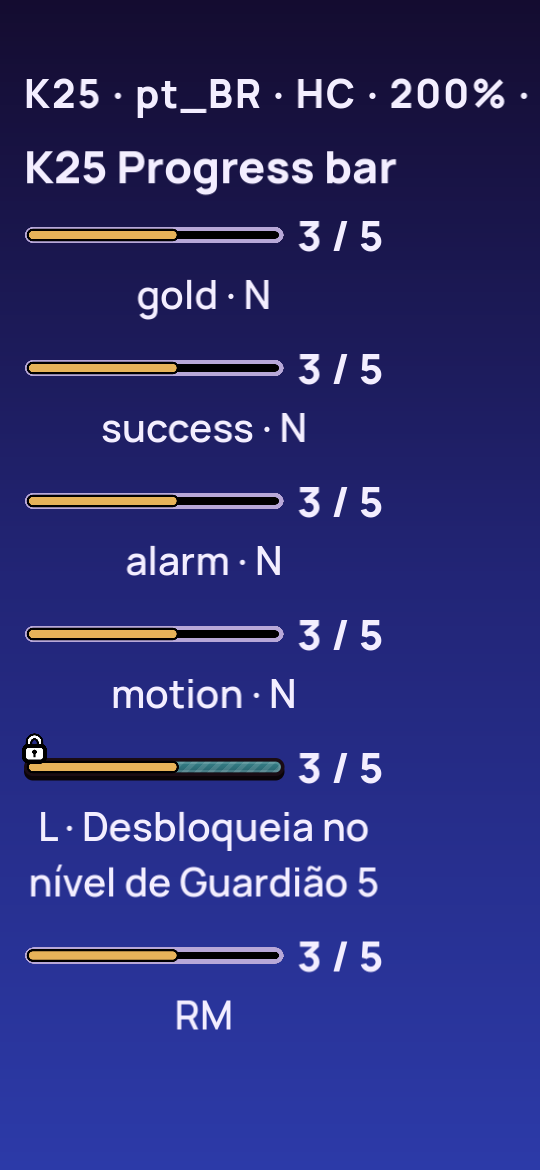 K25 · pt_BR · HC · 200% ·
K25 Progress bar
3 / 5
gold · N
3 / 5
success · N
3 / 5
alarm · N
3 / 5
motion · N
3 / 5
L · Desbloqueia no
nível de Guardião 5
3 / 5
RM